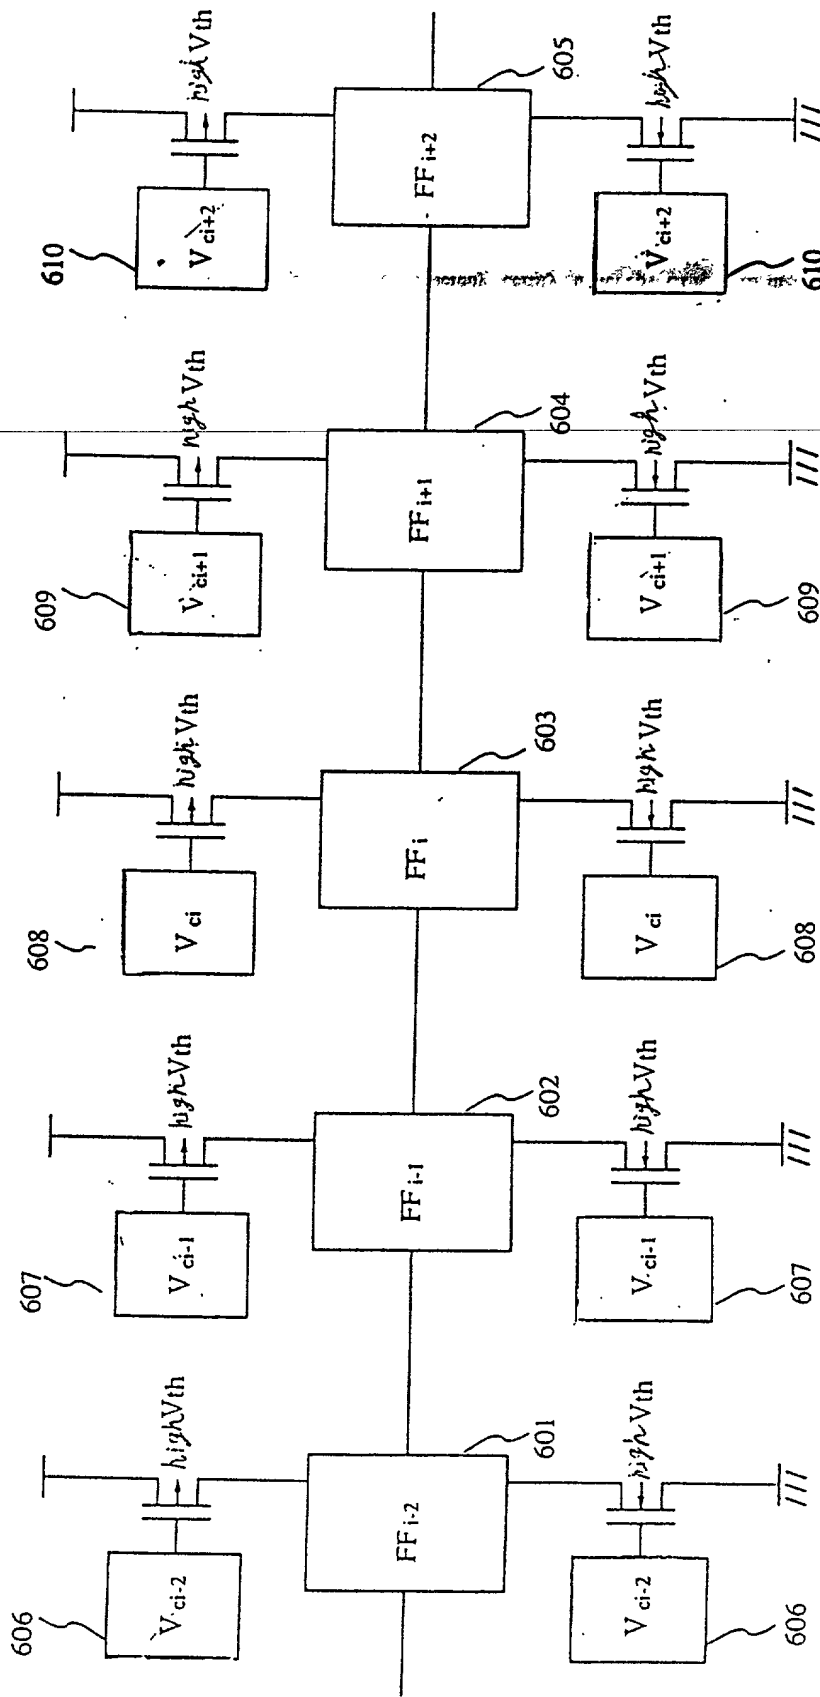 606 607 608 609 610
V ci-2 V ci-1 V ci V ci+1 V ci+2
high Vth high Vth high Vth high Vth high Vth
FF i-2 FF i-1 FF i FF i+1 FF i+2
601 602 603 604 605
V ci-2 V ci-1 V ci V ci+1 V ci+2
high Vth high Vth high Vth high Vth high Vth
606 607 608 609 610